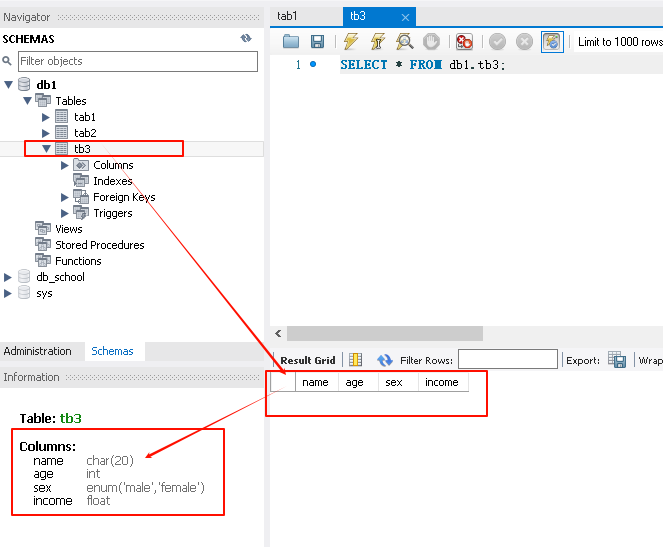 Navigator
SCHEMAS
Filter objects
db1
Tables
tab1
tab2
tb3
Columns
Indexes
Foreign Keys
Triggers
Views
Stored Procedures
Functions
db_school
sys
Administration Schemas
Information
Table: tb3
Columns:
name char(20)
age int
sex enum('male','female')
income float
tab1 tb3 ×
Limit to 1000 rows
1 SELECT * FROM db1.tb3;
Result Grid Filter Rows: Export: Wrap
name age sex income